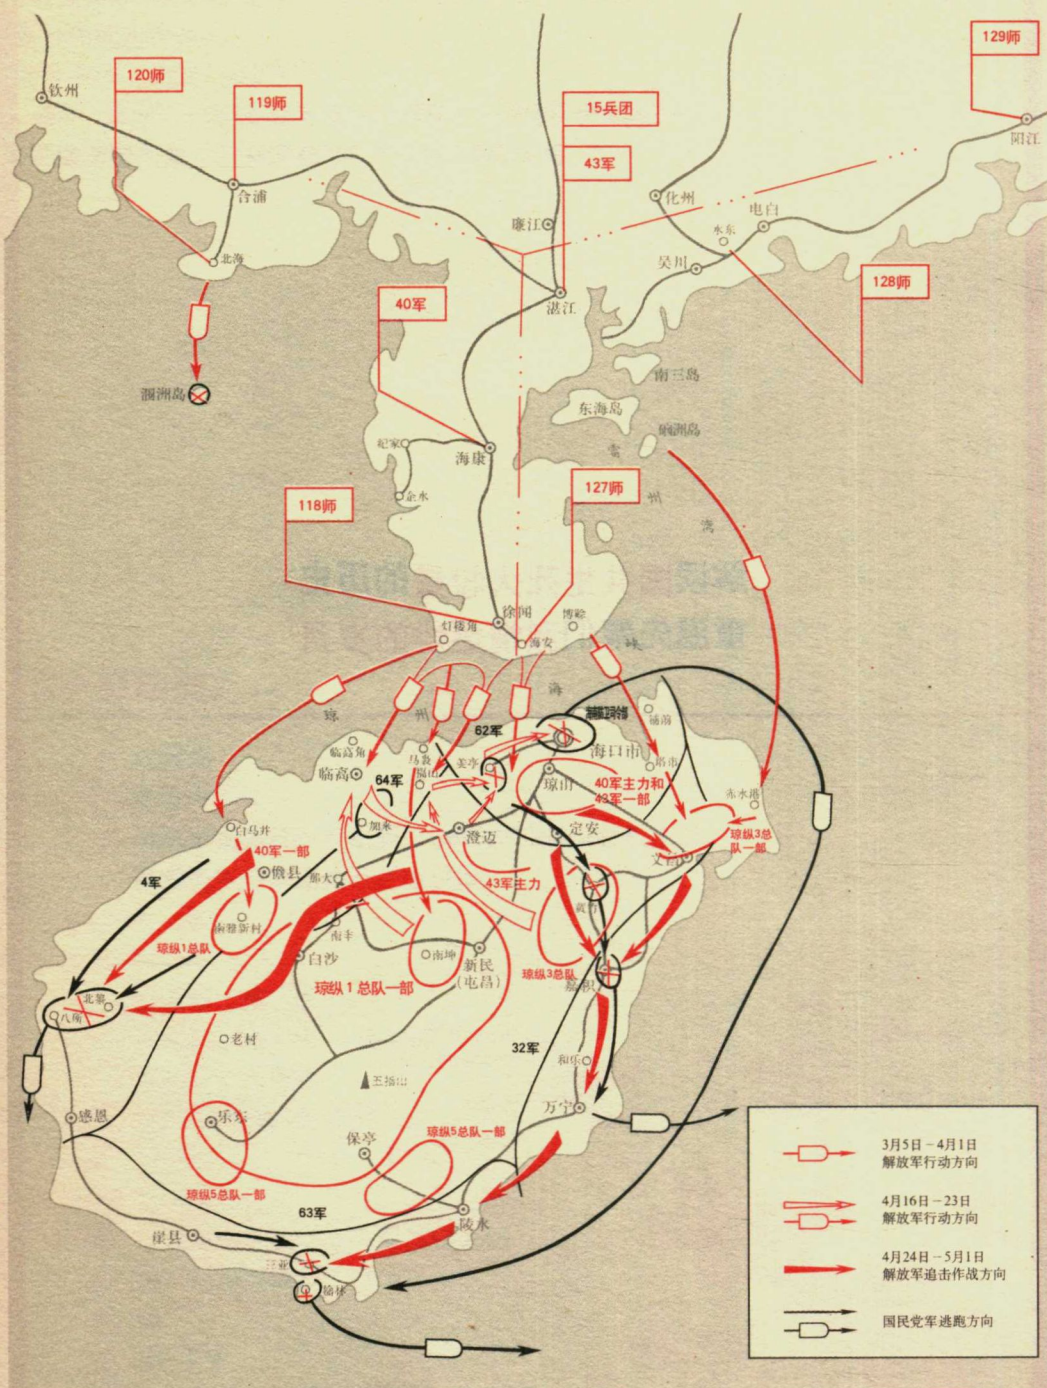 129师
120师
钦州
119师
15兵团
阳江
43军
合浦
化州
廉江
电白
水东
北海
吴川
128师
40军
湛江
南三岛
涠洲岛
东海岛
硇洲岛
纪家
海康
雷
127师
企水
州
118师
湾
徐闻
博赊
灯楼角
海安
峡
海
琼
州
62军
铺前
临高角
海口市
马袅
临高
64军
福山
美亭
塔市
琼山
40军主力和
43军一部
赤水港
白马井
加来
澄迈
定安
琼纵3总
队一部
40军一部
文昌
儋县
4军
那大
43军主力
黄竹
南雅新村
南丰
琼纵1总队
白沙
南坤
新民
(屯昌)
琼纵3总队
嘉积
琼纵1总队一部
北黎
八所
老村
32军
和乐
五指山
万宁
感恩
乐东
保亭
琼纵5总队一部
琼纵5总队一部
63军
陵水
崖县
三亚
榆林
3月5日－4月1日
解放军行动方向
4月16日－23日
解放军行动方向
4月24日－5月1日
解放军追击作战方向
国民党军逃跑方向